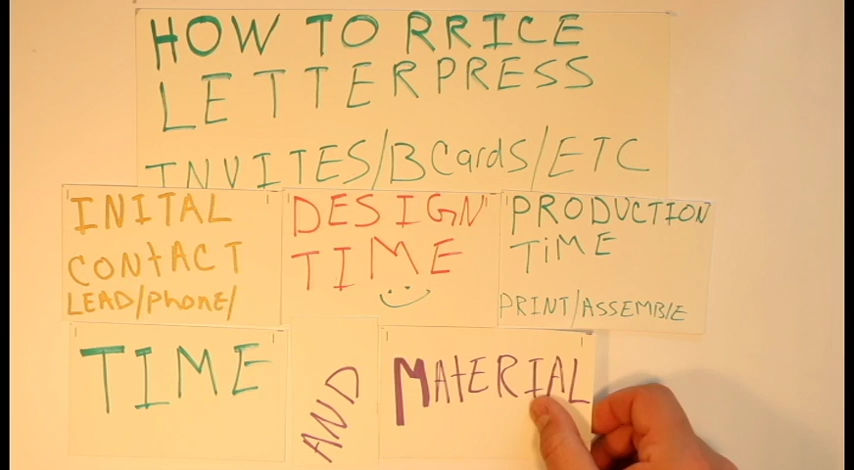 HOW TO RRICE
LETTERPRESS
INVITES/BCardS/ETC
INITAL
CONtACT
LEAD/PhoNE/
DESIGN
TIME
PRODUCTION
TiME
PRINT/ASSEMBlE
TIME
AND
MAtERIAL